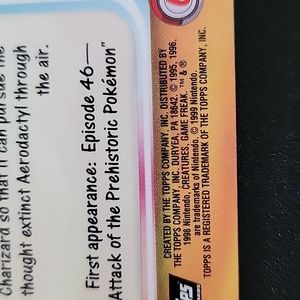 Charizard so that it can pursue the
thought extinct Aerodactyl through
the air.
First appearance: Episode 46—
"Attack of the Prehistoric Pokémon"
CREATED BY THE TOPPS COMPANY, INC. DISTRIBUTED BY
THE TOPPS COMPANY, INC. DURYEA, PA 18642. © 1995, 1996,
1998 Nintendo, CREATURES, GAME FREAK. ™ & ®
are trademarks of Nintendo. © 1999 Nintendo.
TOPPS IS A REGISTERED TRADEMARK OF THE TOPPS COMPANY, INC.